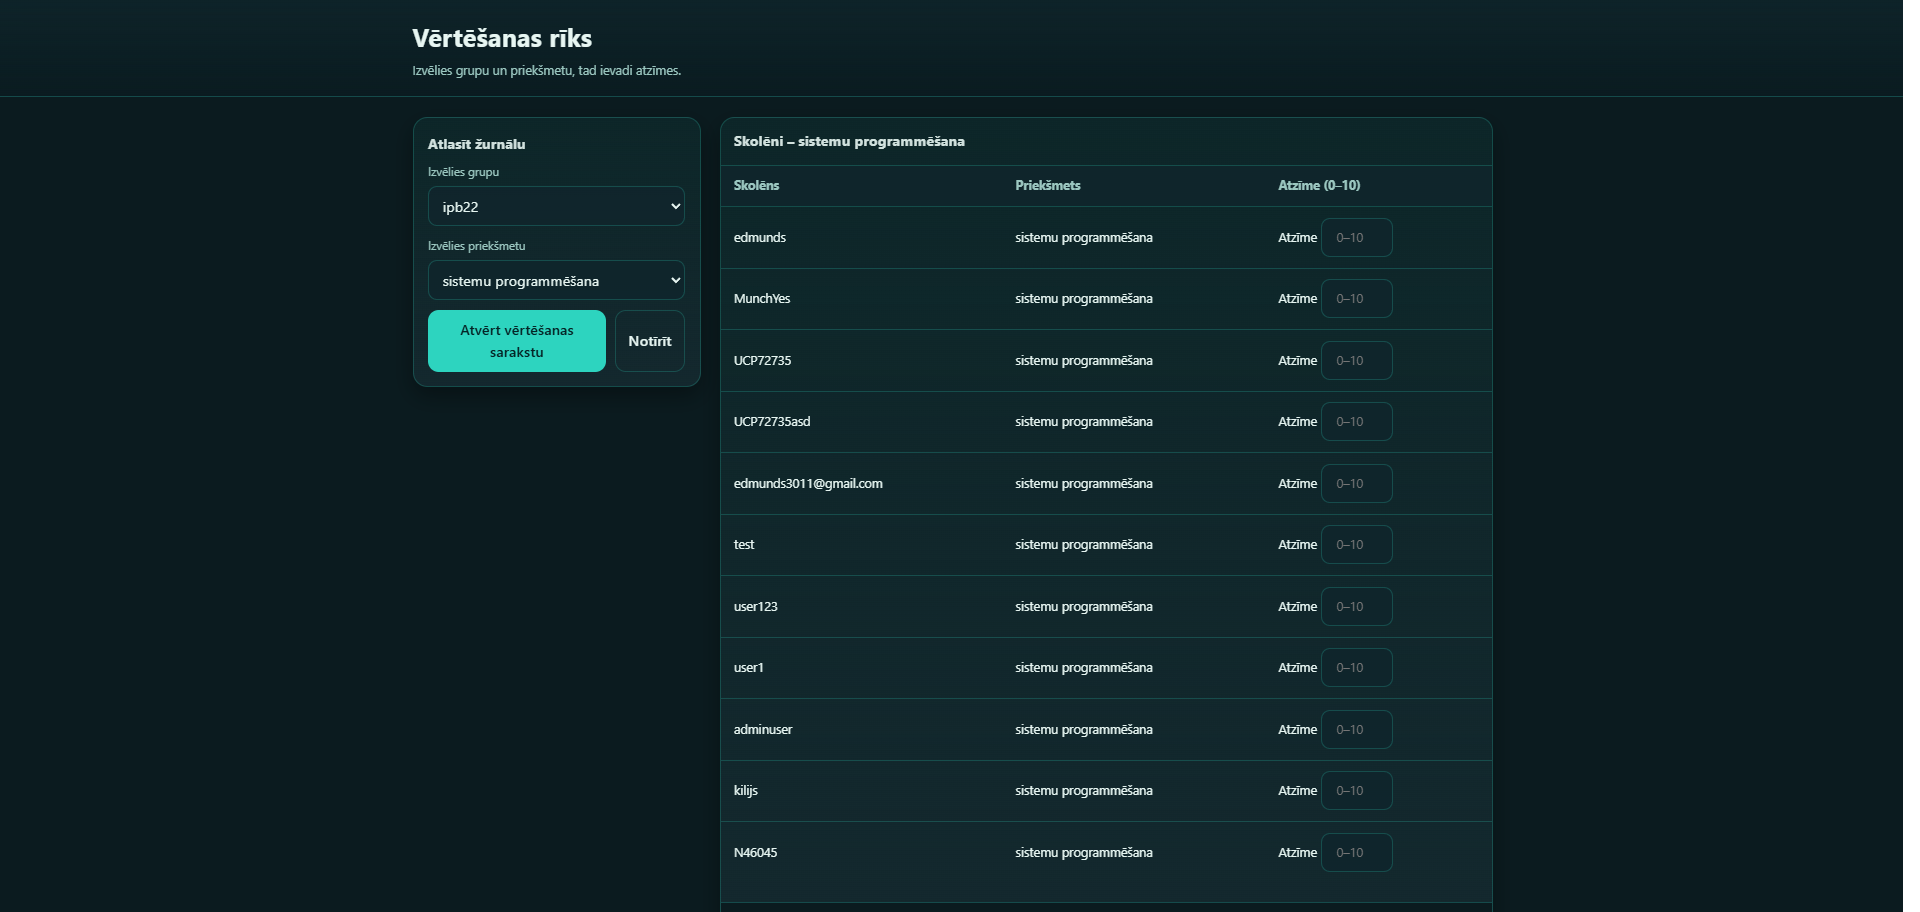 Vērtēšanas rīks
Izvēlies grupu un priekšmetu, tad ievadi atzīmes.
Atlasīt žurnālu
Izvēlies grupu
ipb22
Izvēlies priekšmetu
sistemu programmēšana
Atvērt vērtēšanas
sarakstu
Notīrīt
Skolēni – sistemu programmēšana
Skolēns Priekšmets Atzīme (0–10)
edmunds sistemu programmēšana Atzīme 0–10
MunchYes sistemu programmēšana Atzīme 0–10
UCP72735 sistemu programmēšana Atzīme 0–10
UCP72735asd sistemu programmēšana Atzīme 0–10
edmunds3011@gmail.com sistemu programmēšana Atzīme 0–10
test sistemu programmēšana Atzīme 0–10
user123 sistemu programmēšana Atzīme 0–10
user1 sistemu programmēšana Atzīme 0–10
adminuser sistemu programmēšana Atzīme 0–10
kilijs sistemu programmēšana Atzīme 0–10
N46045 sistemu programmēšana Atzīme 0–10